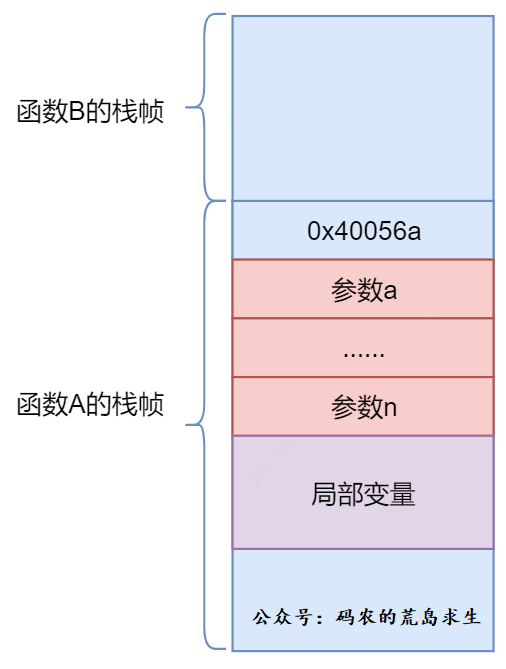 函数B的栈帧
0x40056a
参数a
......
参数n
函数A的栈帧
局部变量
公众号：码农的荒岛求生